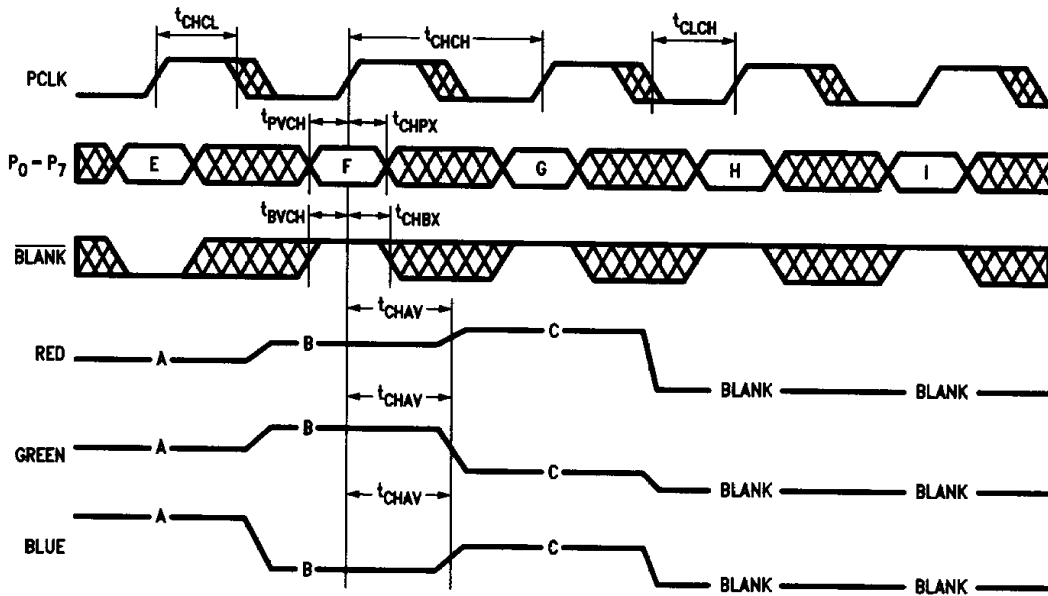 tCHCL
tCHCH
tCLCH
PCLK
tPVCH
tCHPX
P0 – P7
E
F
G
H
I
tBVCH
tCHBX
BLANK
tCHAV
RED
A
B
C
BLANK
BLANK
tCHAV
GREEN
A
B
C
BLANK
BLANK
tCHAV
BLUE
A
B
C
BLANK
BLANK